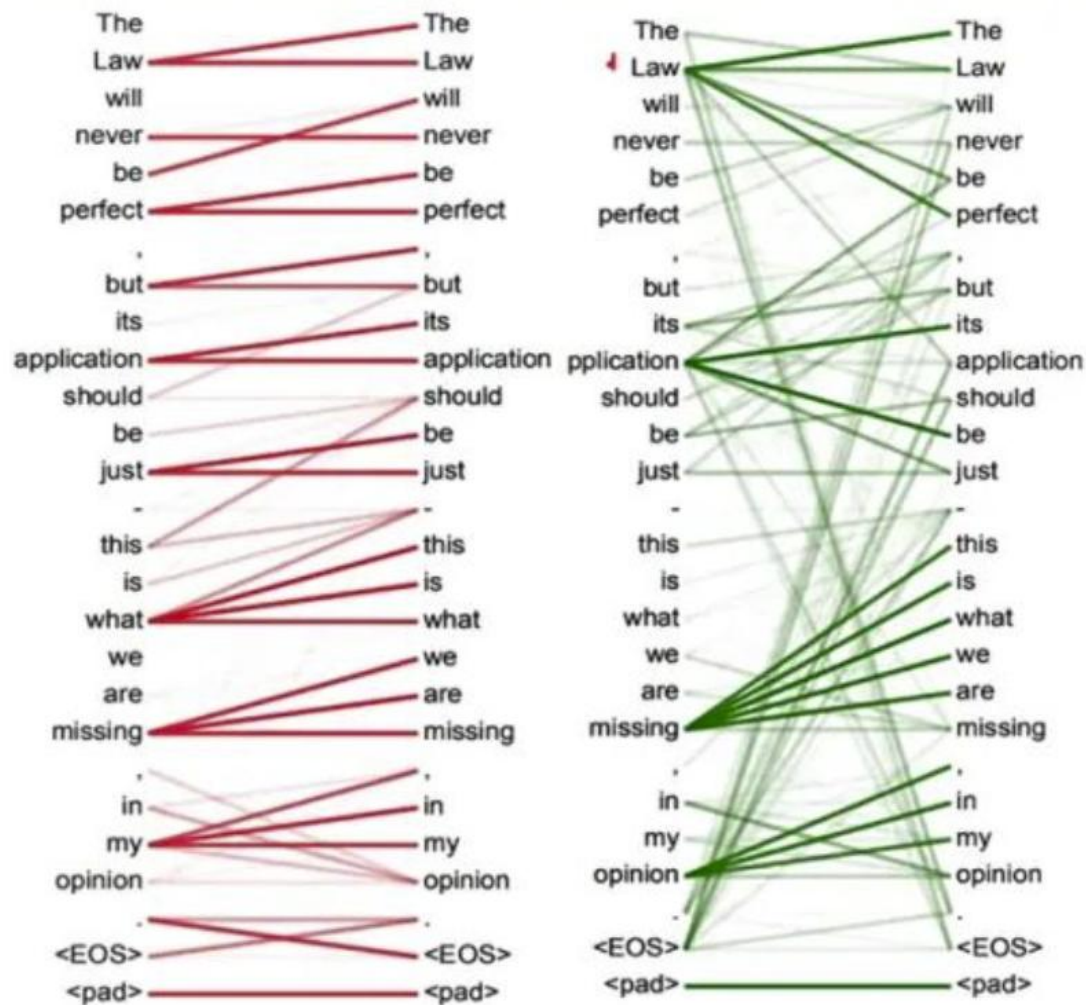 The The The The
Law Law Law Law
will will will will
never never never never
be be be be
perfect perfect perfect perfect
, , , ,
but but but but
its its its its
application application pplication application
should should should should
be be be be
just just just just
- - - -
this this this this
is is is is
what what what what
we we we we
are are are are
missing missing missing missing
, , , ,
in in in in
my my my my
opinion opinion opinion opinion
. . . .
<EOS> <EOS> <EOS> <EOS>
<pad> <pad> <pad> <pad>